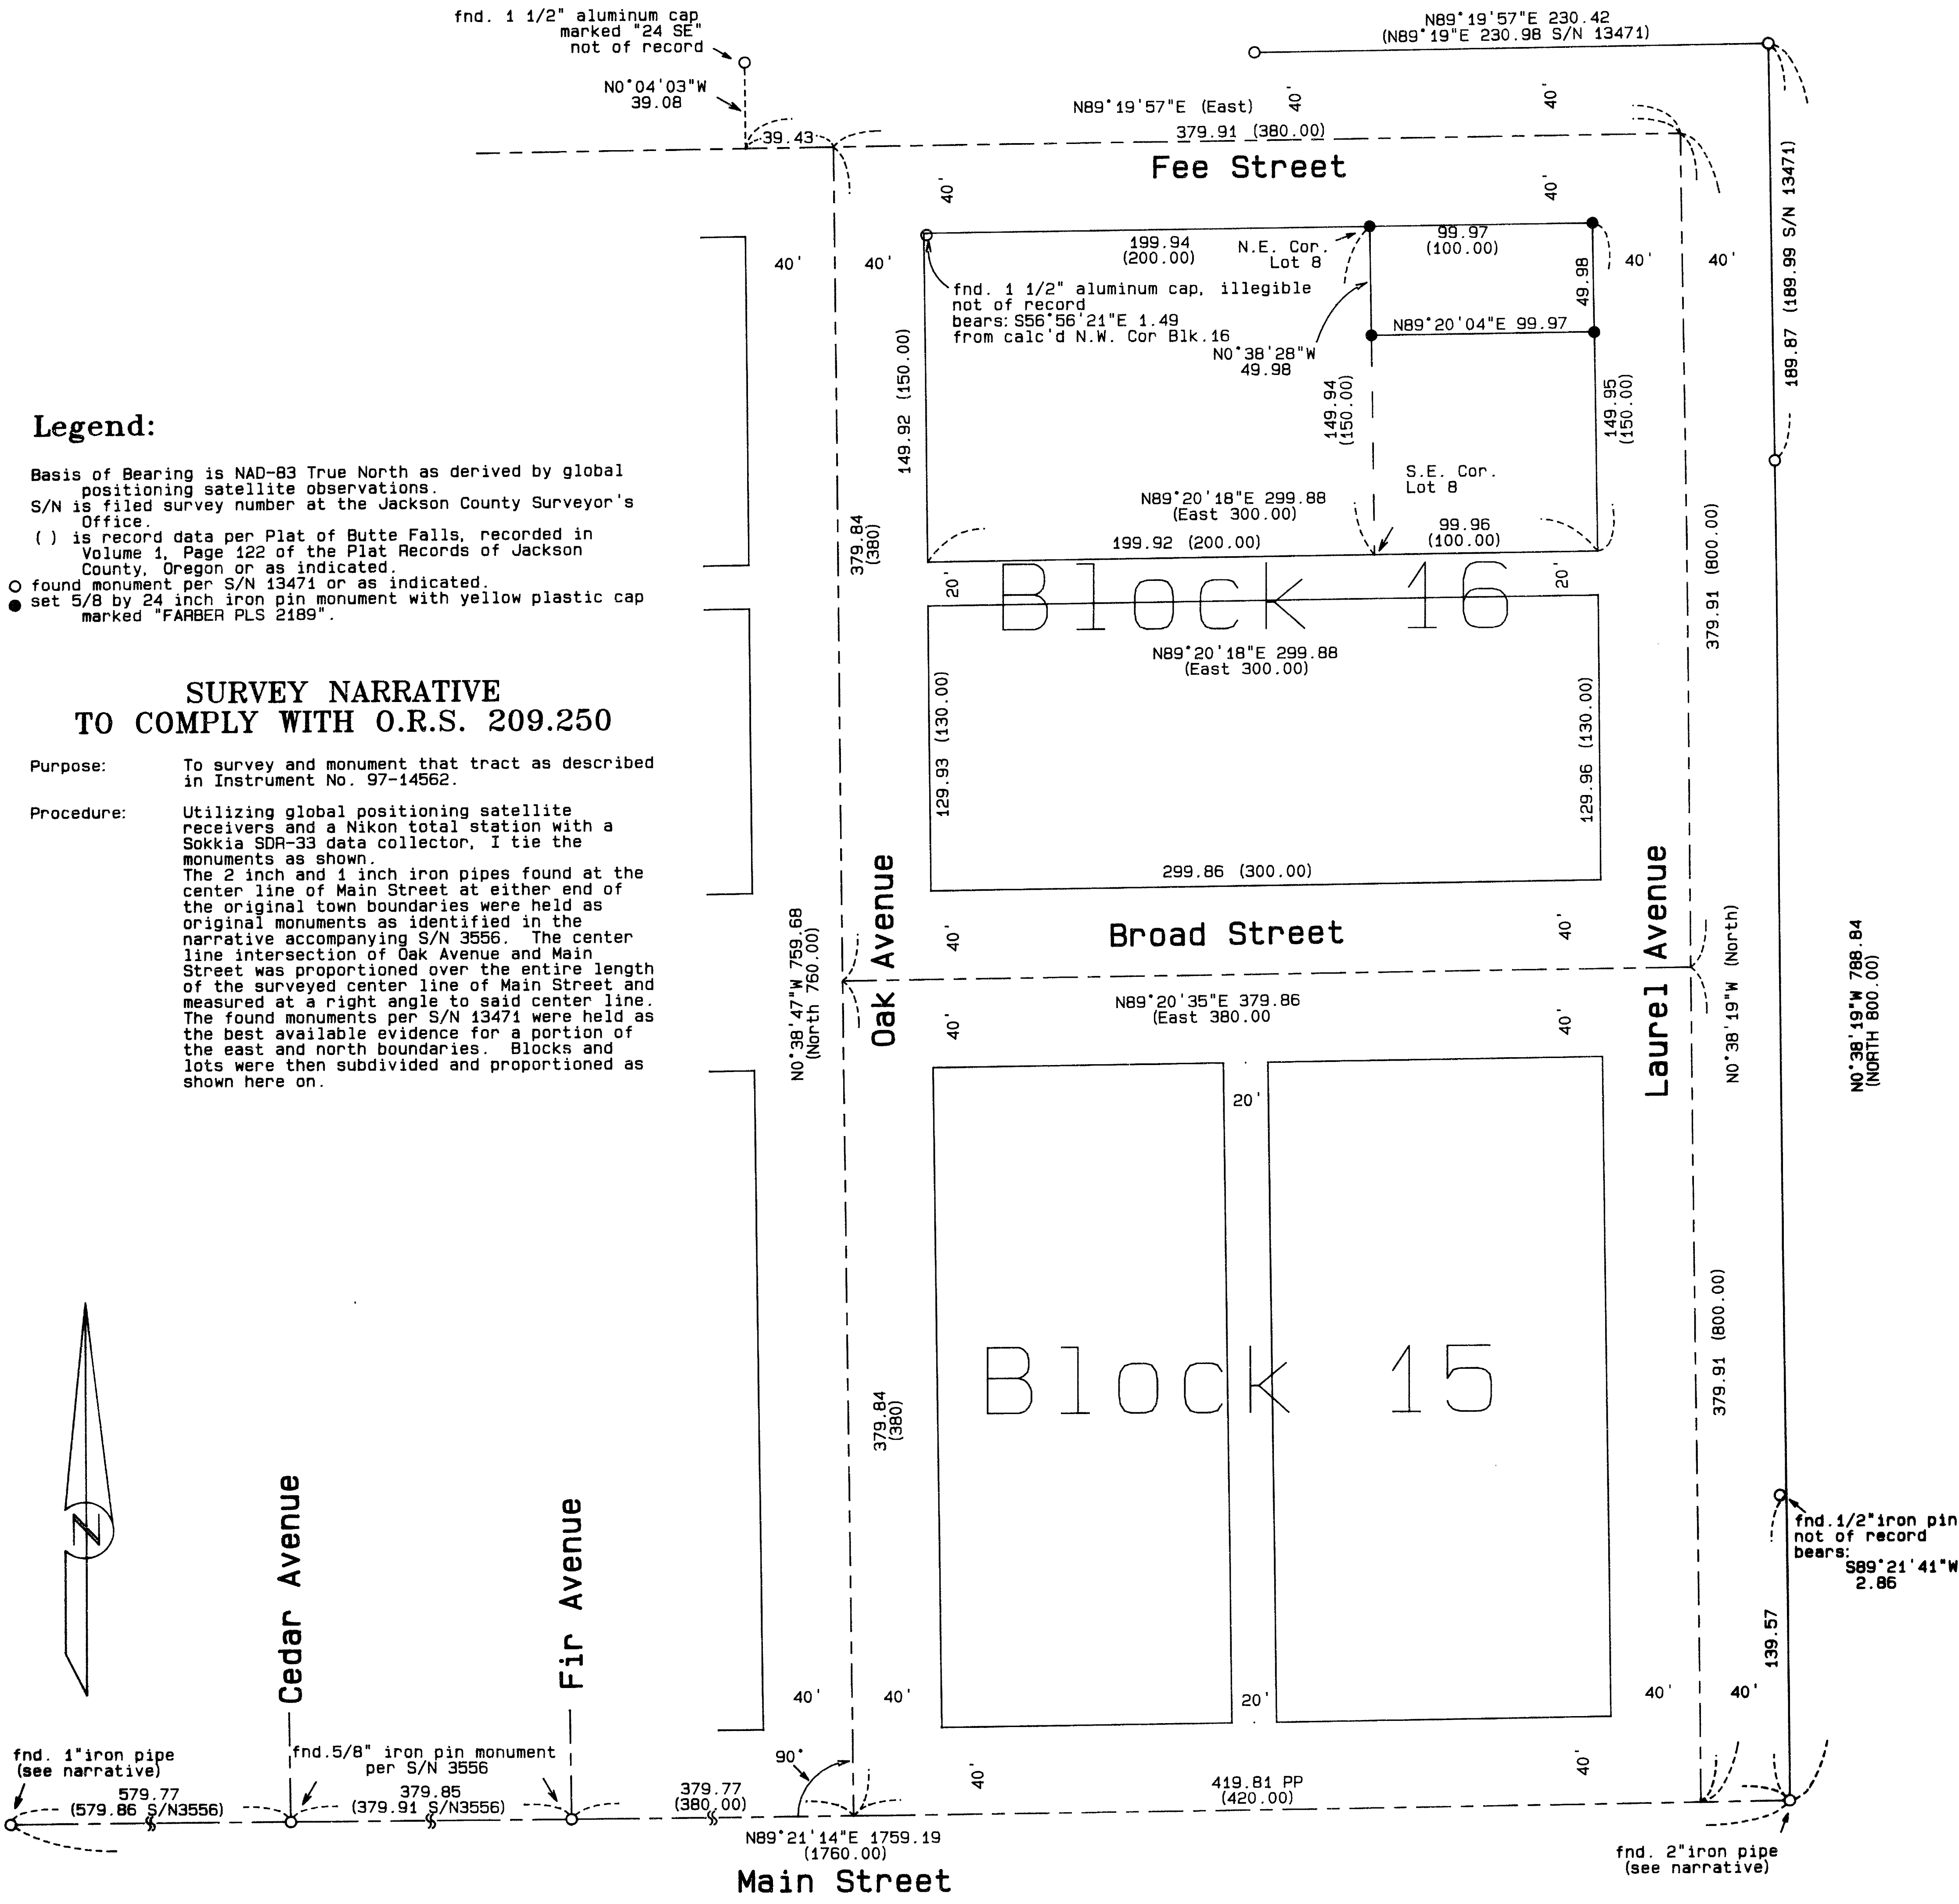 fnd. 1 1/2" aluminum cap
marked "24 SE"
not of record
N0°04'03"W
39.08
N89°19'57"E 230.42
(N89°19"E 230.98 S/N 13471)
40'
40'
N89°19'57"E (East)
379.91 (380.00)
39.43
Fee Street
40'
40'
189.87 (189.99 S/N 13471)
40'
40'
199.94
(200.00)
N.E. Cor.
Lot 8
99.97
(100.00)
40'
40'
49.98
fnd. 1 1/2" aluminum cap, illegible
not of record
bears: S56°56'21"E 1.49
from calc'd N.W. Cor Blk.16
N89°20'04"E 99.97
N0°38'28"W
49.98
149.92 (150.00)
149.94
(150.00)
149.95
(150.00)
S.E. Cor.
Lot 8
N89°20'18"E 299.88
(East 300.00)
99.96
(100.00)
199.92 (200.00)
379.84
(380)
379.91 (800.00)
20'
20'
Block 16
N89°20'18"E 299.88
(East 300.00)
129.93 (130.00)
129.96 (130.00)
299.86 (300.00)
Legend:
Basis of Bearing is NAD-83 True North as derived by global
positioning satellite observations.
S/N is filed survey number at the Jackson County Surveyor's
Office.
( ) is record data per Plat of Butte Falls, recorded in
Volume 1, Page 122 of the Plat Records of Jackson
County, Oregon or as indicated.
found monument per S/N 13471 or as indicated.
set 5/8 by 24 inch iron pin monument with yellow plastic cap
marked "FARBER PLS 2189".
SURVEY NARRATIVE
TO COMPLY WITH O.R.S. 209.250
Purpose: To survey and monument that tract as described
in Instrument No. 97-14562.
Procedure: Utilizing global positioning satellite
receivers and a Nikon total station with a
Sokkia SDR-33 data collector, I tie the
monuments as shown.
The 2 inch and 1 inch iron pipes found at the
center line of Main Street at either end of
the original town boundaries were held as
original monuments as identified in the
narrative accompanying S/N 3556. The center
line intersection of Oak Avenue and Main
Street was proportioned over the entire length
of the surveyed center line of Main Street and
measured at a right angle to said center line.
The found monuments per S/N 13471 were held as
the best available evidence for a portion of
the east and north boundaries. Blocks and
lots were then subdivided and proportioned as
shown here on.
N0°38'47"W 759.68
(North 760.00)
Oak Avenue
40'
Broad Street
40'
Laurel Avenue
N0°38'19"W (North)
N0°38'19"W 788.84
(NORTH 800.00)
N89°20'35"E 379.86
(East 380.00
40'
40'
20'
Block 15
379.84
(380)
379.91 (800.00)
N
Cedar Avenue
Fir Avenue
fnd.1/2"iron pin
not of record
bears:
S89°21'41"W
2.86
139.57
40'
40'
20'
40'
40'
fnd. 1"iron pipe
(see narrative)
579.77
(579.86 S/N3556)
fnd.5/8" iron pin monument
per S/N 3556
379.85
(379.91 S/N3556)
379.77
(380.00)
90°
40'
419.81 PP
(420.00)
40'
N89°21'14"E 1759.19
(1760.00)
Main Street
fnd. 2"iron pipe
(see narrative)